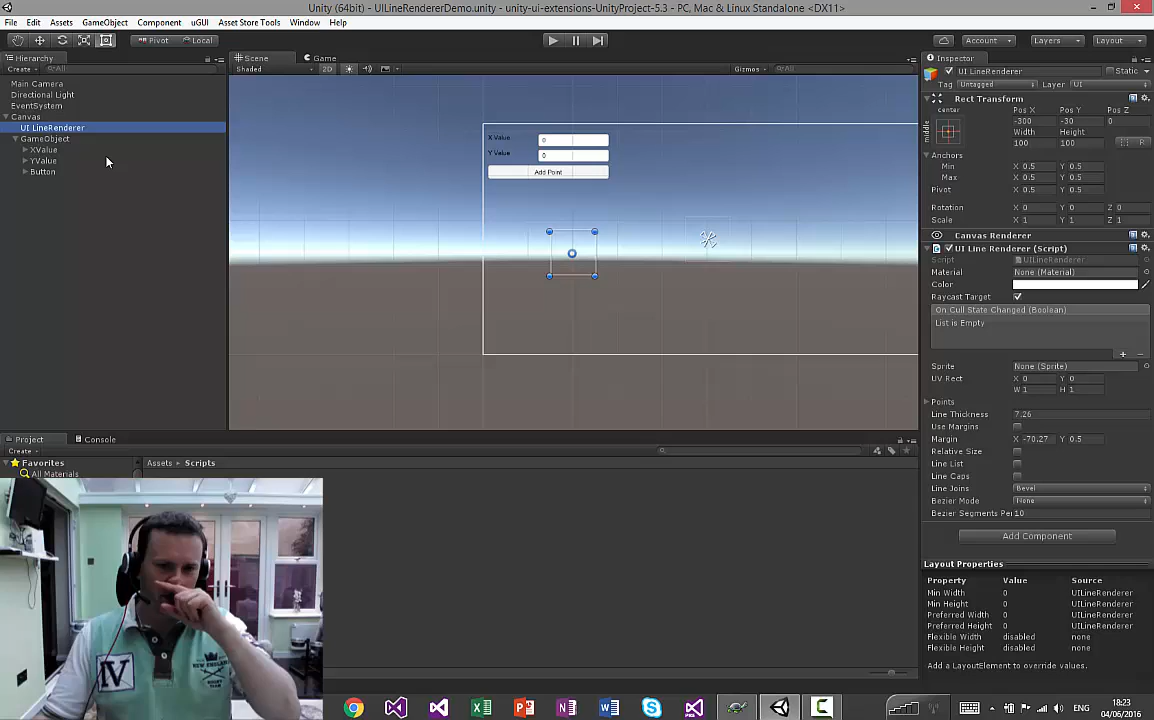 Unity (64bit) - UILineRendererDemo.unity - unity-ui-extensions-UnityProject-5.3 - PC, Mac & Linux Standalone <DX11>
File Edit Assets GameObject Component uGUI Asset Store Tools Window Help
Pivot Local Account Layers Layout
Hierarchy
Create All
Main Camera
Directional Light
EventSystem
Canvas
UI LineRenderer
GameObject
XValue
YValue
Button
Scene Game
Shaded 2D Gizmos All
X Value 0
Y Value 0
Add Point
Inspector
UI LineRenderer Static
Tag Untagged Layer UI
Rect Transform
center Pos X Pos Y Pos Z
middle -300 -30 0
Width Height
100 100 R
Anchors
Min X 0.5 Y 0.5
Max X 0.5 Y 0.5
Pivot X 0.5 Y 0.5
Rotation X 0 Y 0 Z 0
Scale X 1 Y 1 Z 1
Canvas Renderer
UI Line Renderer (Script)
Script UILineRenderer
Material None (Material)
Color
Raycast Target
On Cull State Changed (Boolean)
List is Empty
Sprite None (Sprite)
UV Rect X 0 Y 0
W 1 H 1
Points
Line Thickness 7.26
Use Margins
Margin X -70.27 Y 0.5
Relative Size
Line List
Line Caps
Line Joins Bevel
Bezier Mode None
Bezier Segments Per 10
Add Component
Layout Properties
Property Value Source
Min Width 0 UILineRenderer
Min Height 0 UILineRenderer
Preferred Width 0 UILineRenderer
Preferred Height 0 UILineRenderer
Flexible Width disabled none
Flexible Height disabled none
Add a LayoutElement to override values.
Project Console
Create
Favorites
All Materials
Assets Scripts
IV
NEW ENGLAND
ENG 18:23
04/06/2016